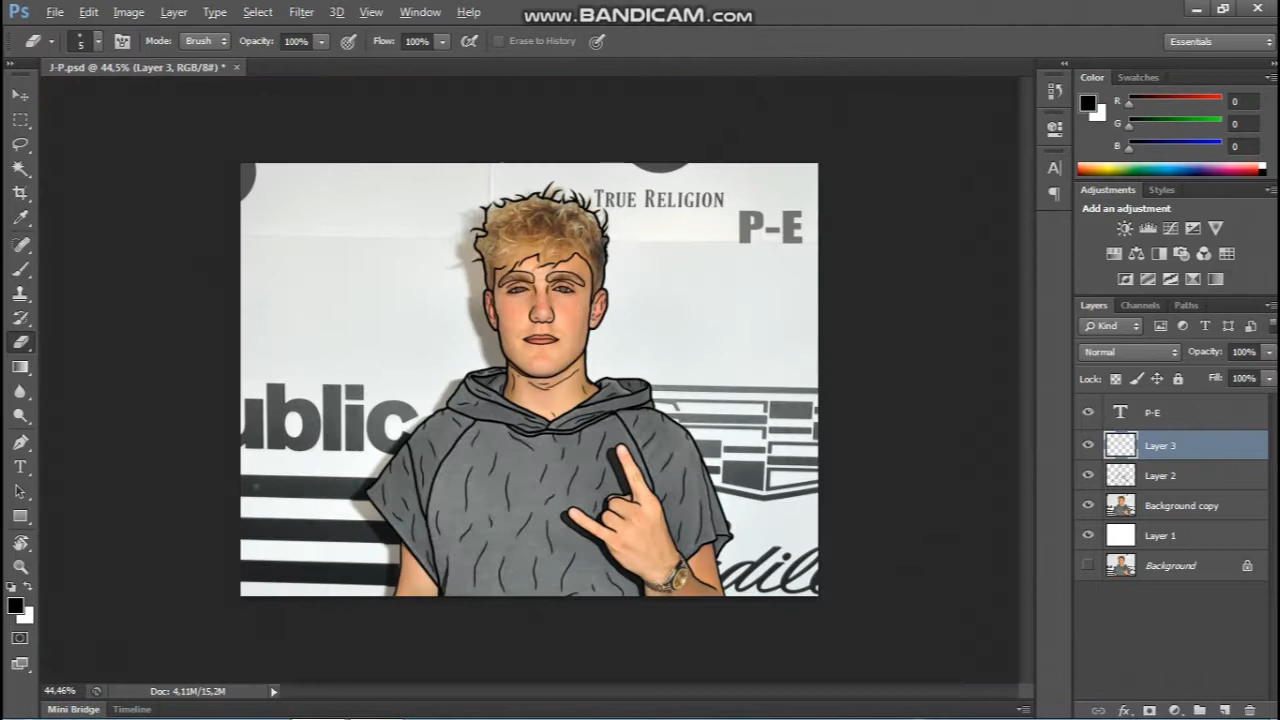 Ps File Edit Image Layer Type Select Filter 3D View Window Help
www.BANDICAM.com
5 Mode: Brush Opacity: 100% Flow: 100% Erase to History Essentials
J-P.psd @ 44,5% (Layer 3, RGB/8#) * ×
Color Swatches
R 0
G 0
B 0
Adjustments Styles
Add an adjustment
TRUE RELIGION
P-E
ublic
Layers Channels Paths
Kind
Normal Opacity: 100%
Lock: Fill: 100%
T P-E
Layer 3
Layer 2
Background copy
Layer 1
Background
44,46% Doc: 4,11M/15,2M
Mini Bridge Timeline